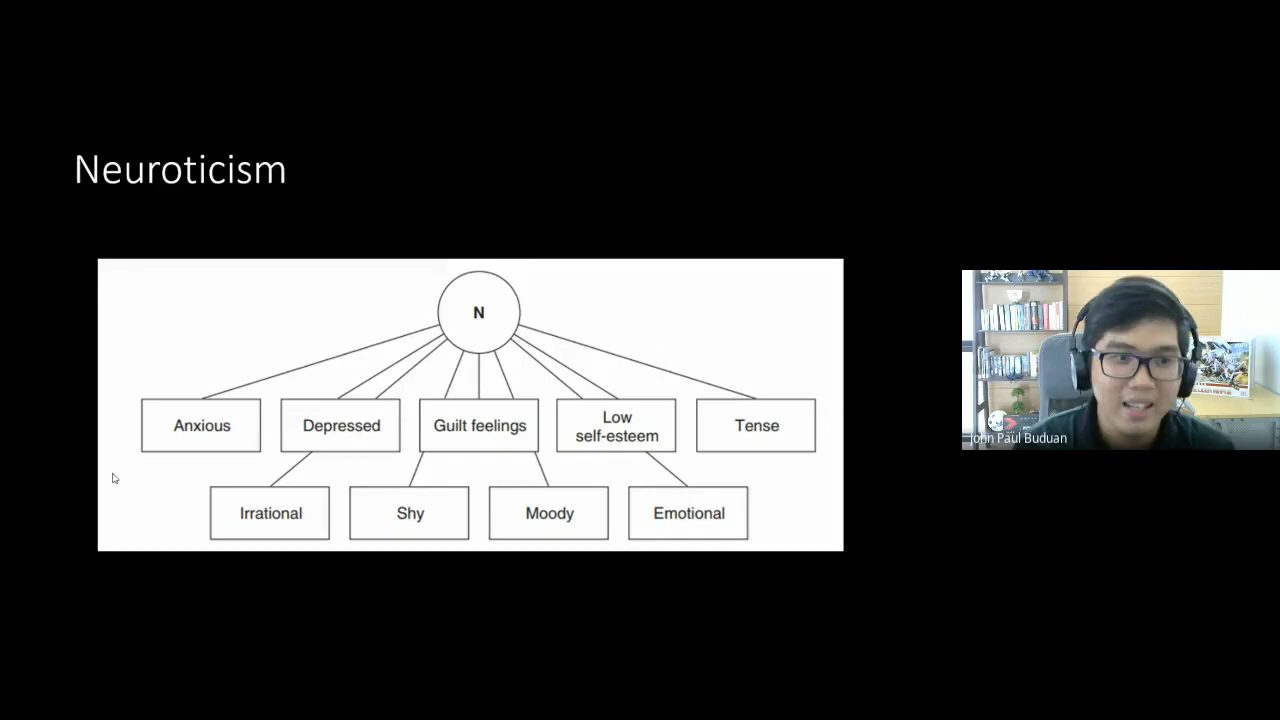 Neuroticism
N
Anxious
Depressed
Guilt feelings
Low
self-esteem
Tense
Irrational
Shy
Moody
Emotional
John Paul Buduan